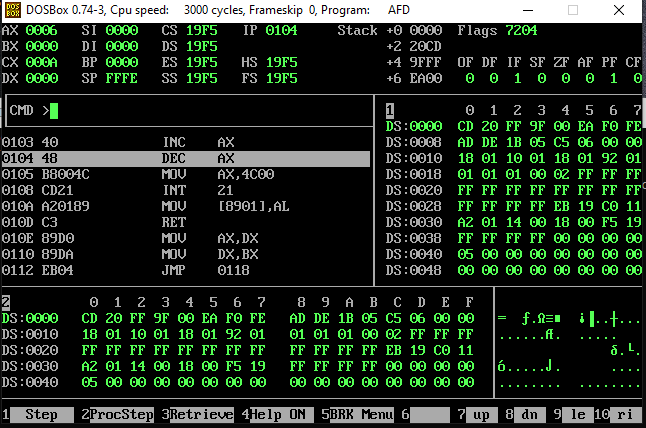 DOSBox 0.74-3, Cpu speed: 3000 cycles, Frameskip 0, Program: AFD
AX 0006 SI 0000 CS 19F5 IP 0104 Stack +0 0000 Flags 7204
BX 0000 DI 0000 DS 19F5 +2 20CD
CX 000A BP 0000 ES 19F5 HS 19F5 +4 9FFF OF DF IF SF ZF AF PF CF
DX 0000 SP FFFE SS 19F5 FS 19F5 +6 EA00 0 0 1 0 0 0 1 0
CMD >
1 0 1 2 3 4 5 6 7
DS:0000 CD 20 FF 9F 00 EA F0 FE
DS:0008 AD DE 1B 05 C5 06 00 00
DS:0010 18 01 10 01 18 01 92 01
DS:0018 01 01 01 00 02 FF FF FF
DS:0020 FF FF FF FF FF FF FF FF
DS:0028 FF FF FF FF EB 19 C0 11
DS:0030 A2 01 14 00 18 00 F5 19
DS:0038 FF FF FF FF 00 00 00 00
DS:0040 05 00 00 00 00 00 00 00
DS:0048 00 00 00 00 00 00 00 00
0103 40 INC AX
0104 48 DEC AX
0105 B8004C MOV AX,4C00
0108 CD21 INT 21
010A A20189 MOV [8901],AL
010D C3 RET
010E 89D0 MOV AX,DX
0110 89DA MOV DX,BX
0112 EB04 JMP 0118
2 0 1 2 3 4 5 6 7 8 9 A B C D E F
DS:0000 CD 20 FF 9F 00 EA F0 FE AD DE 1B 05 C5 06 00 00
DS:0010 18 01 10 01 18 01 92 01 01 01 01 00 02 FF FF FF
DS:0020 FF FF FF FF FF FF FF FF FF FF FF FF EB 19 C0 11
DS:0030 A2 01 14 00 18 00 F5 19 FF FF FF FF 00 00 00 00
DS:0040 05 00 00 00 00 00 00 00 00 00 00 00 00 00 00 00
= ƒ.Ω≡■ ¡▐..┼...
......ff. .....
δ.└.
ó.....J. ....
........ ........
1 Step 2 ProcStep 3 Retrieve 4 Help ON 5 BRK Menu 6 7 up 8 dn 9 le 10 ri